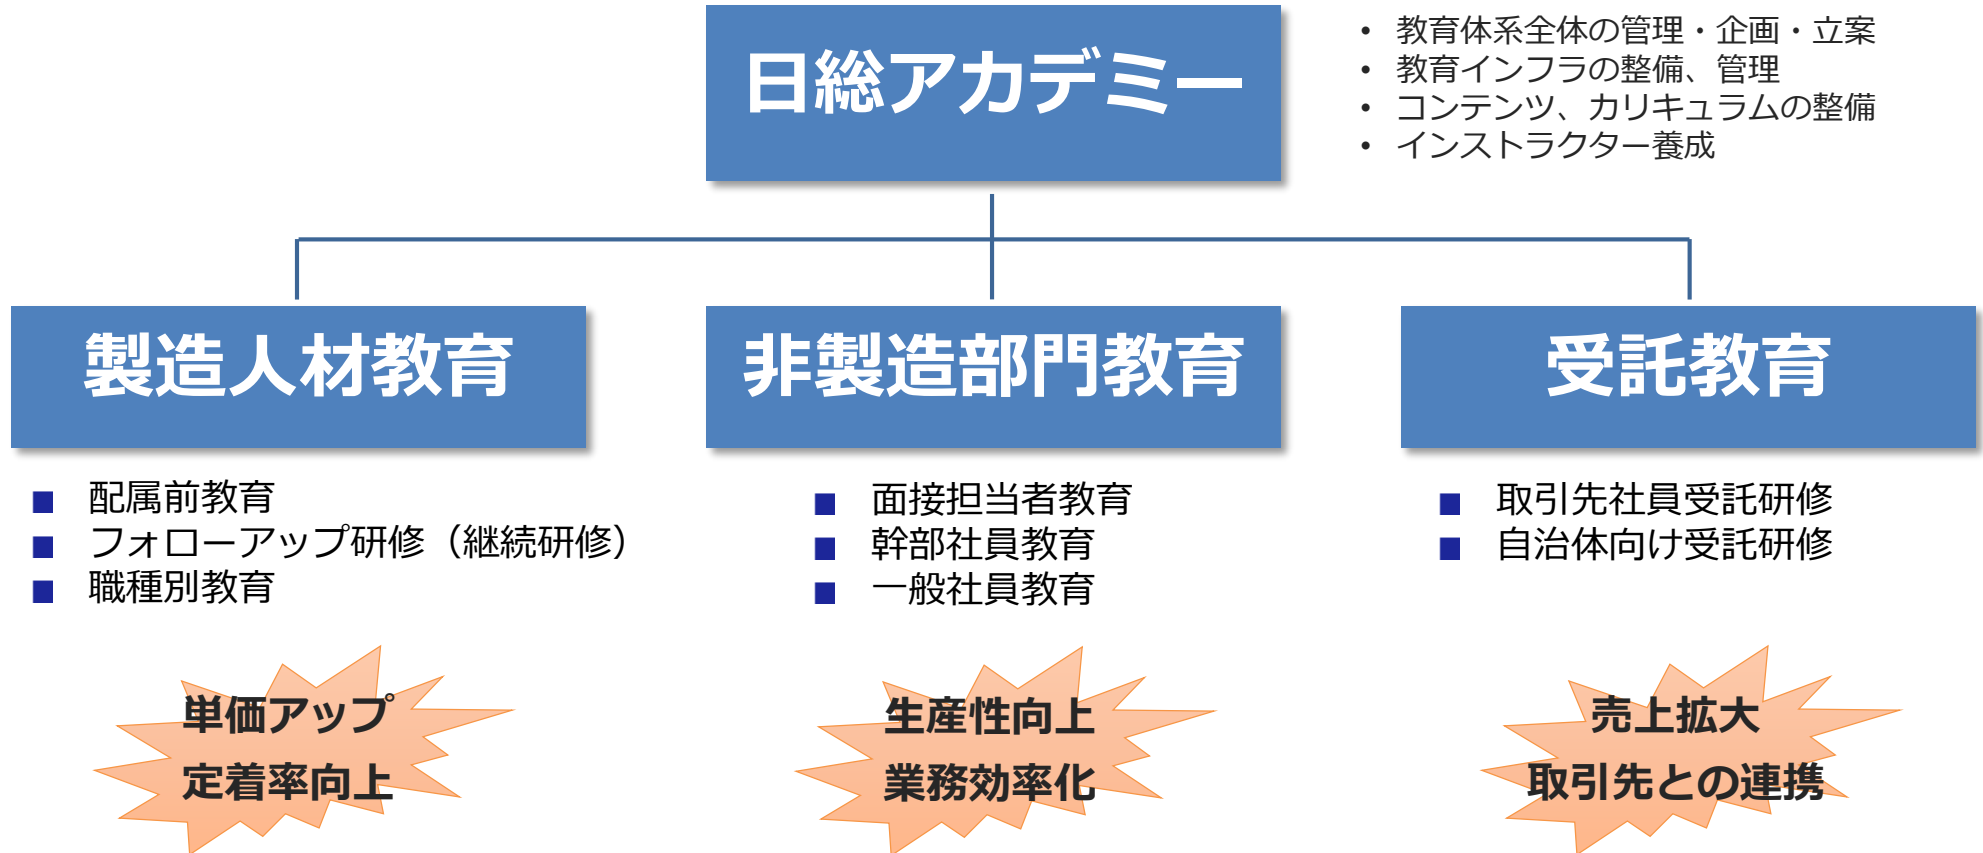 日総アカデミー
• 教育体系全体の管理・企画・立案
• 教育インフラの整備、管理
• コンテンツ、カリキュラムの整備
• インストラクター養成
製造人材教育
■ 配属前教育
■ フォローアップ研修（継続研修）
■ 職種別教育
単価アップ
定着率向上
非製造部門教育
■ 面接担当者教育
■ 幹部社員教育
■ 一般社員教育
生産性向上
業務効率化
受託教育
■ 取引先社員受託研修
■ 自治体向け受託研修
売上拡大
取引先との連携